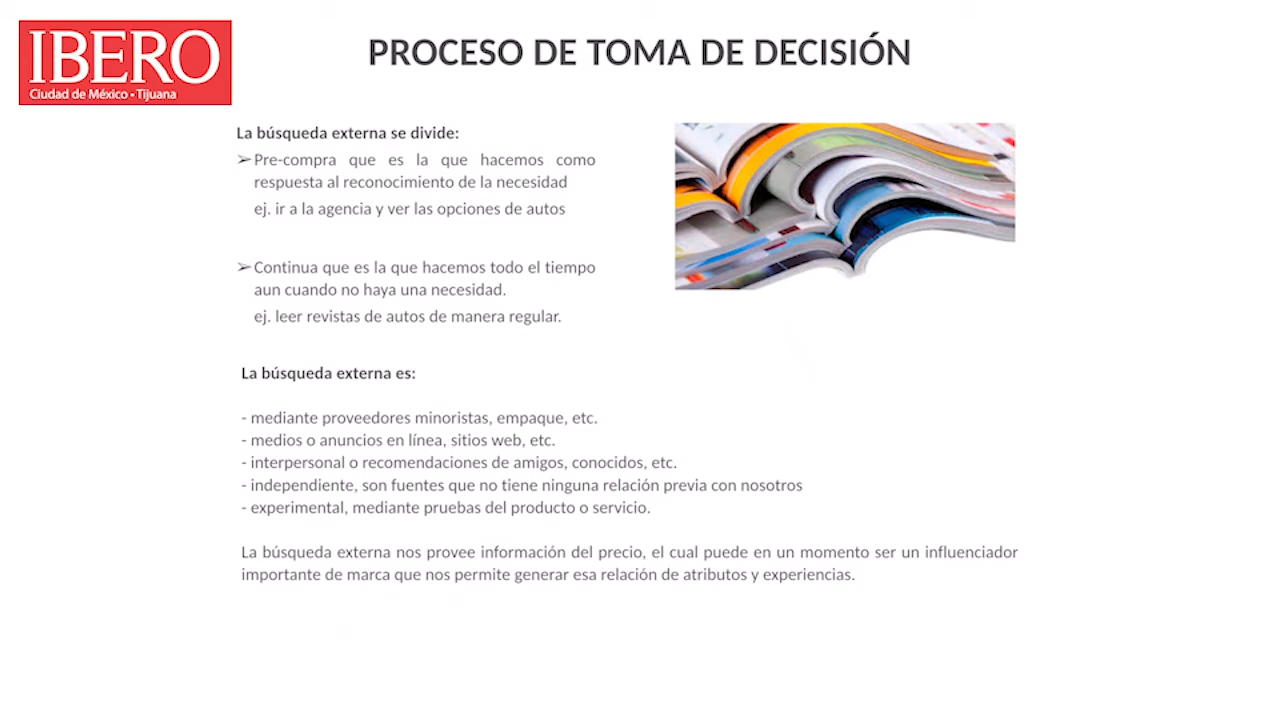 IBERO
Ciudad de México • Tijuana
PROCESO DE TOMA DE DECISIÓN
La búsqueda externa se divide:
➢Pre-compra que es la que hacemos como
respuesta al reconocimiento de la necesidad
ej. ir a la agencia y ver las opciones de autos
➢Continua que es la que hacemos todo el tiempo
aun cuando no haya una necesidad.
ej. leer revistas de autos de manera regular.
La búsqueda externa es:
- mediante proveedores minoristas, empaque, etc.
- medios o anuncios en línea, sitios web, etc.
- interpersonal o recomendaciones de amigos, conocidos, etc.
- independiente, son fuentes que no tiene ninguna relación previa con nosotros
- experimental, mediante pruebas del producto o servicio.
La búsqueda externa nos provee información del precio, el cual puede en un momento ser un influenciador
importante de marca que nos permite generar esa relación de atributos y experiencias.